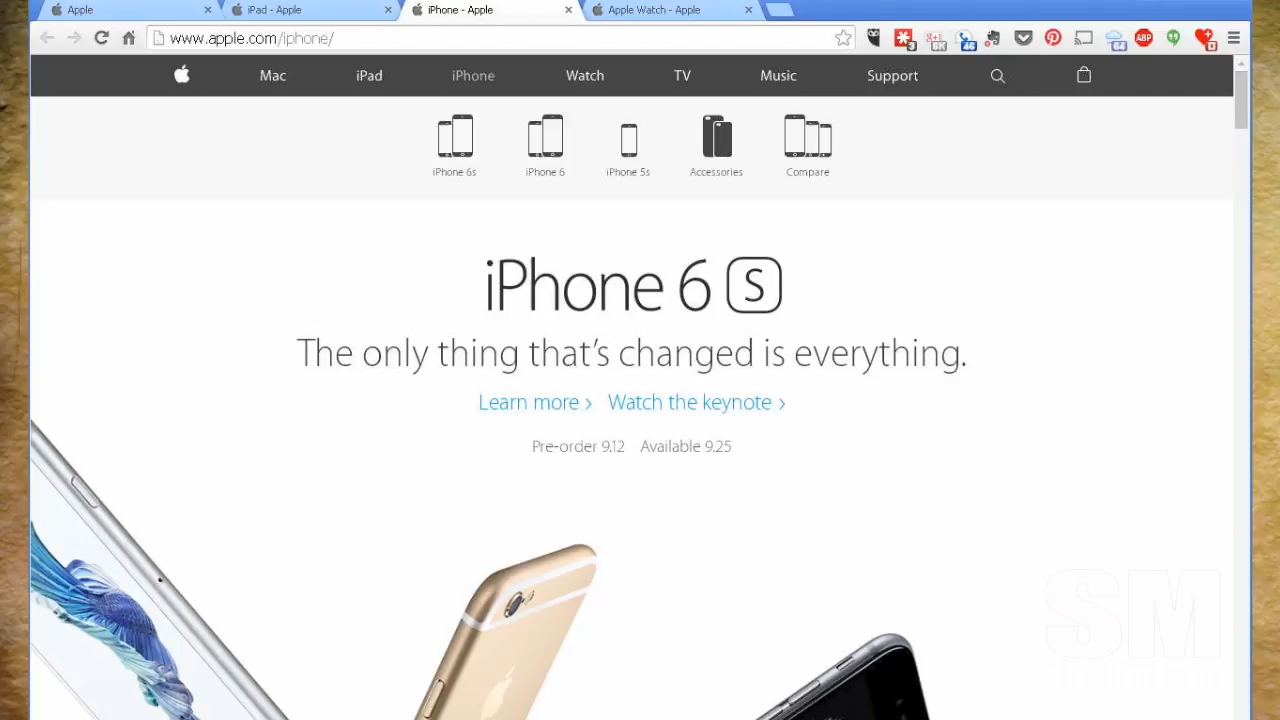 Apple
iPad - Apple
iPhone - Apple
Apple Watch - Apple
www.apple.com/iphone/
Mac
iPad
iPhone
Watch
TV
Music
Support
iPhone 6s
iPhone 6
iPhone 5s
Accessories
Compare
iPhone 6 S
The only thing that's changed is everything.
Learn more > Watch the keynote >
Pre-order 9.12 Available 9.25
SM